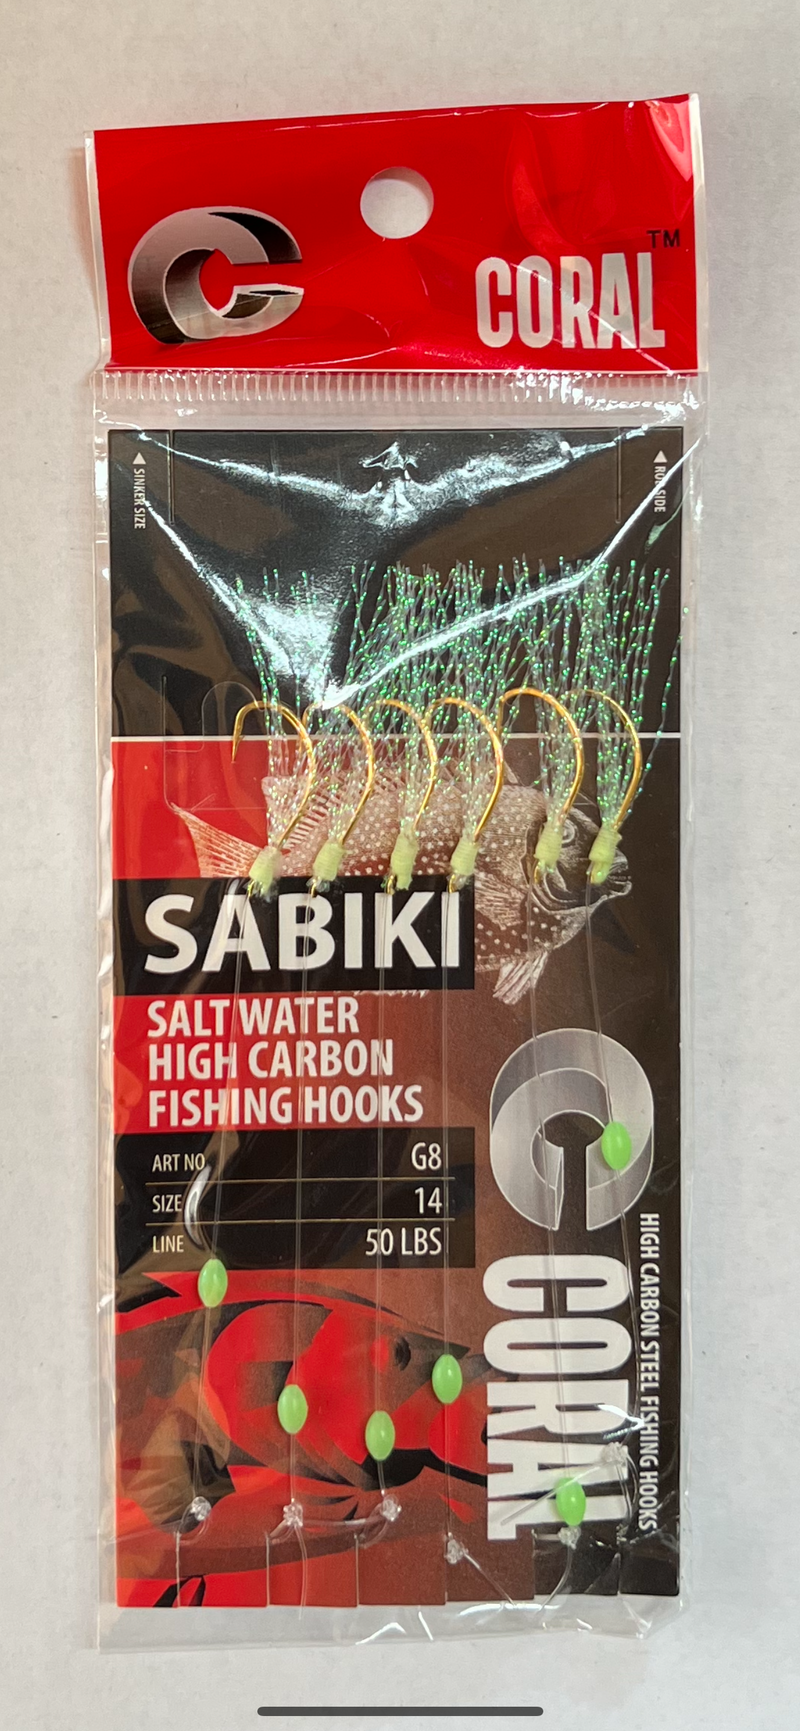 CORAL™
SINKER SIZE
ROD SIDE
SABIKI
SALT WATER
HIGH CARBON
FISHING HOOKS
ART NO G8
SIZE 14
LINE 50 LBS
CORAL
HIGH CARBON STEEL FISHING HOOKS